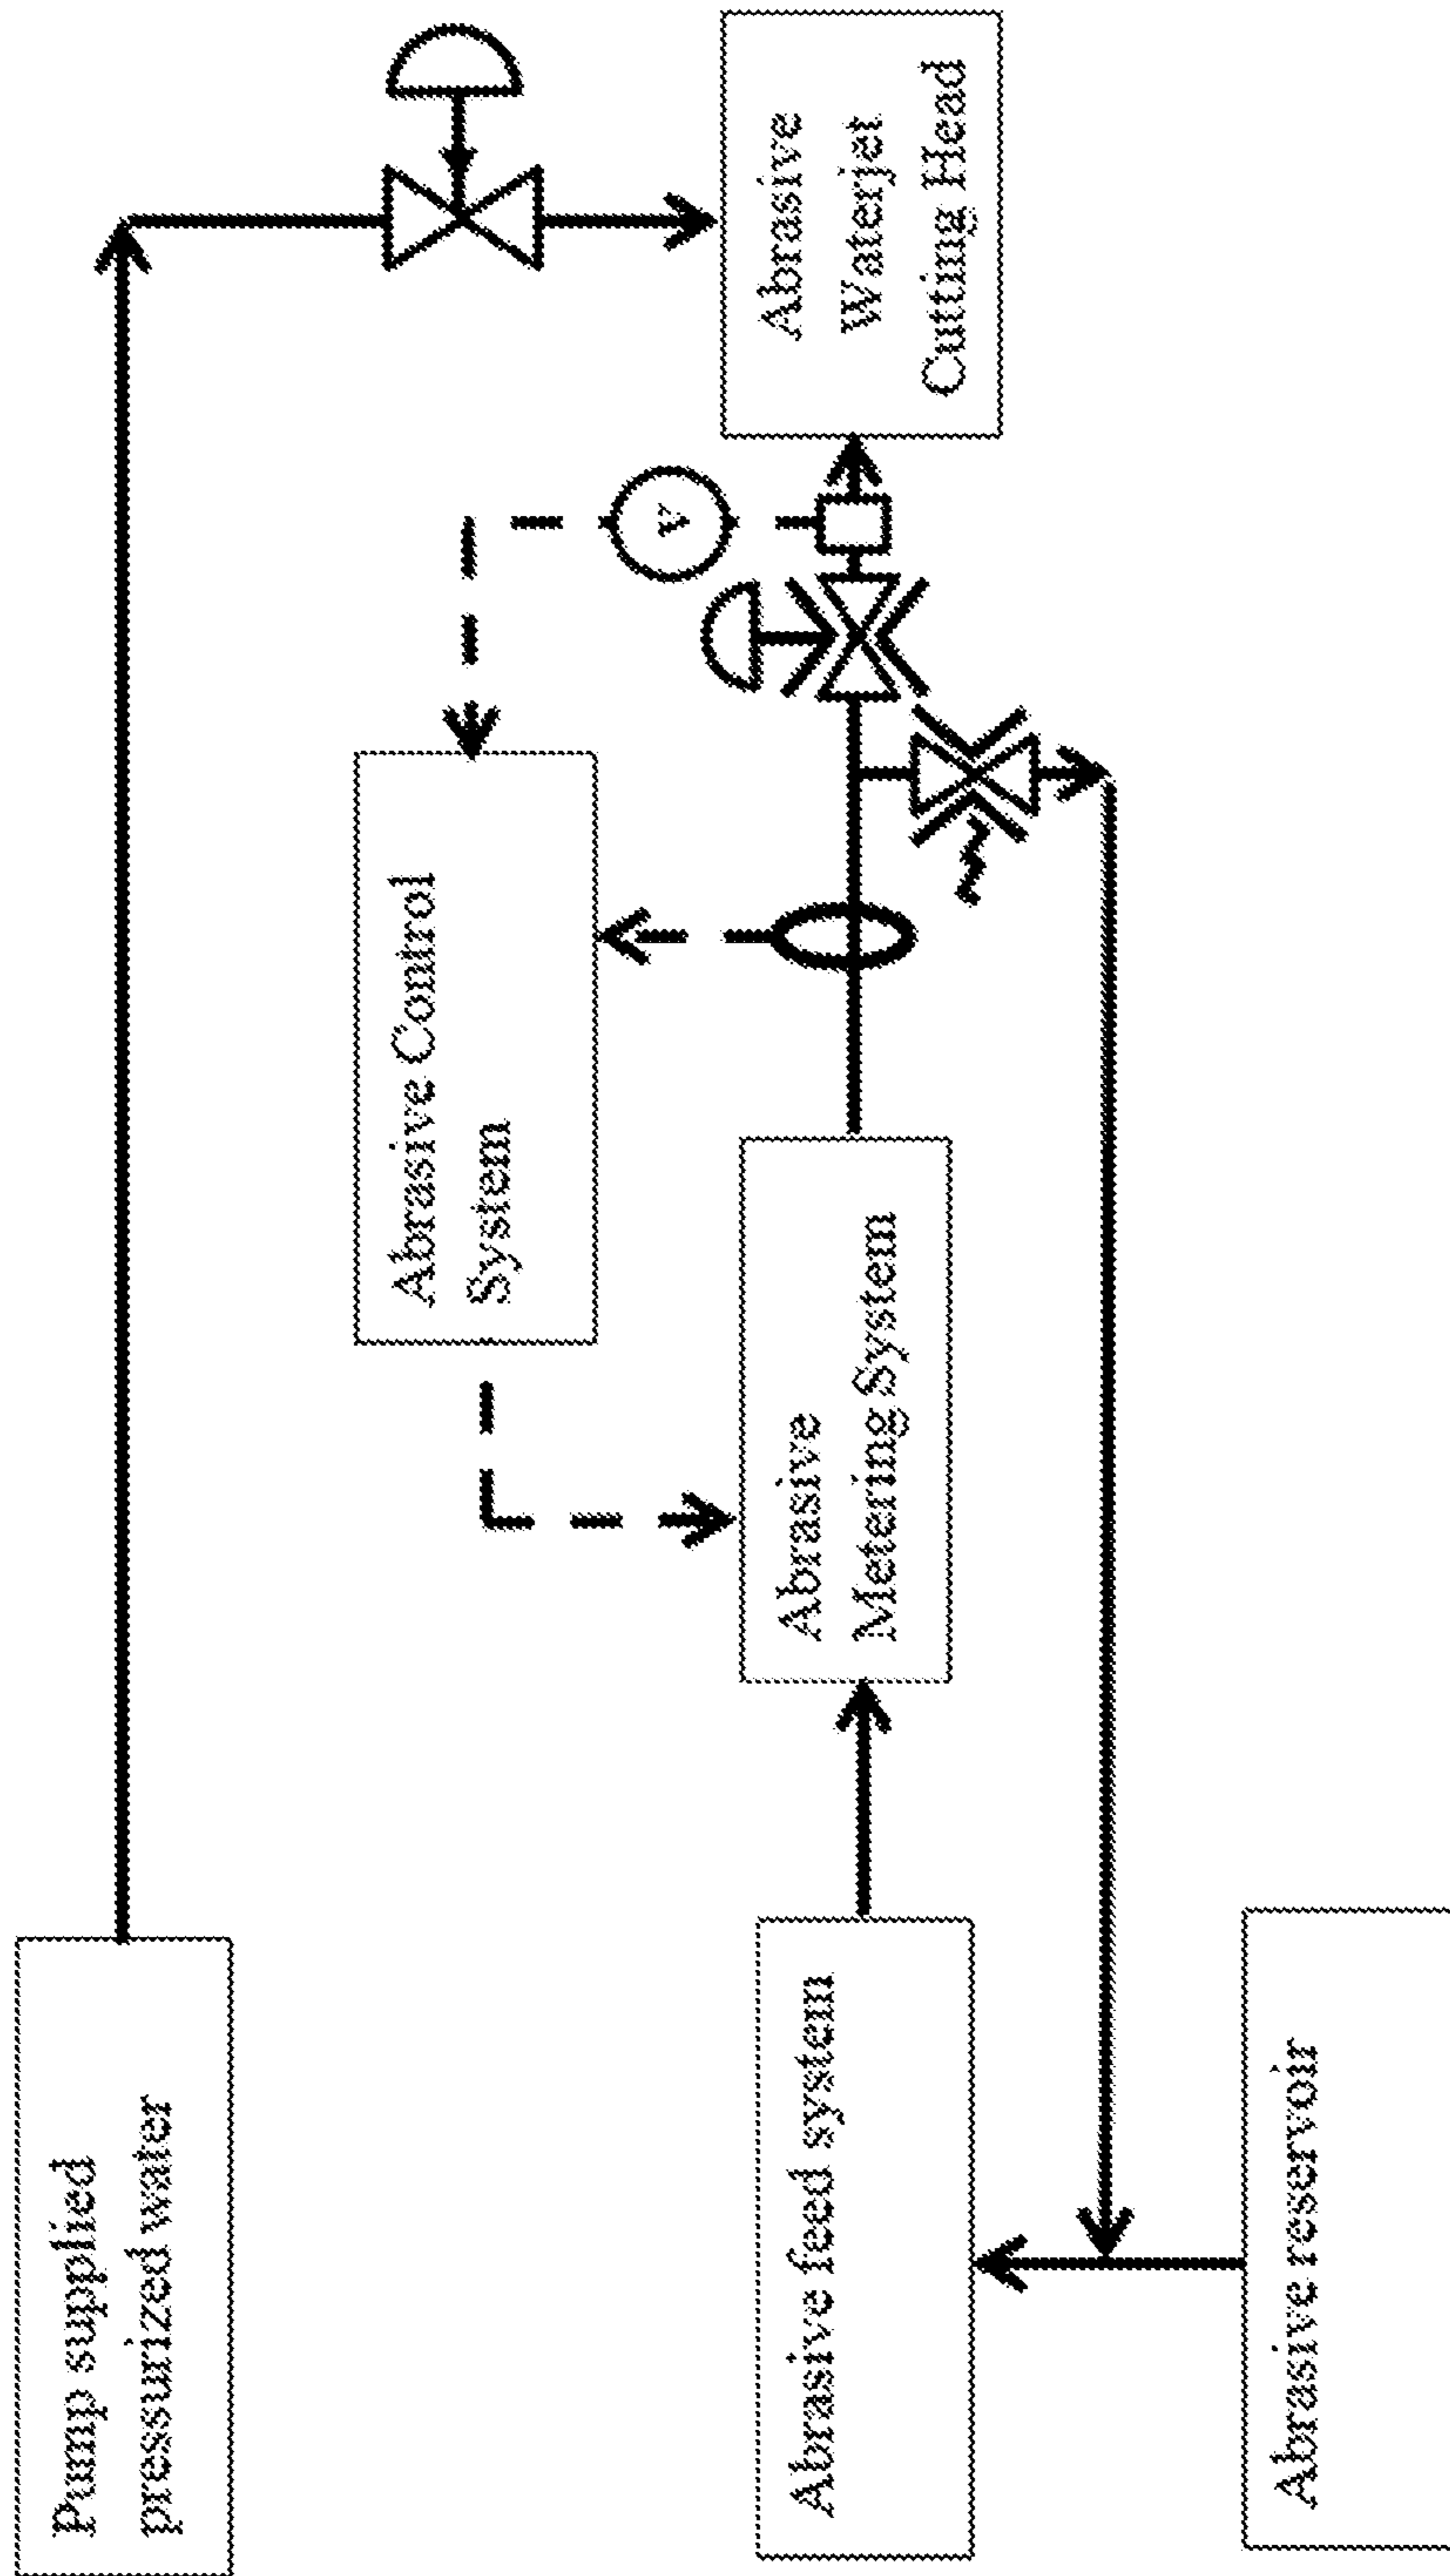 Pump supplied
pressurized water
Abrasive Control
System
V
Abrasive
Waterjet
Cutting Head
Abrasive
Metering System
Abrasive feed system
Abrasive reservoir